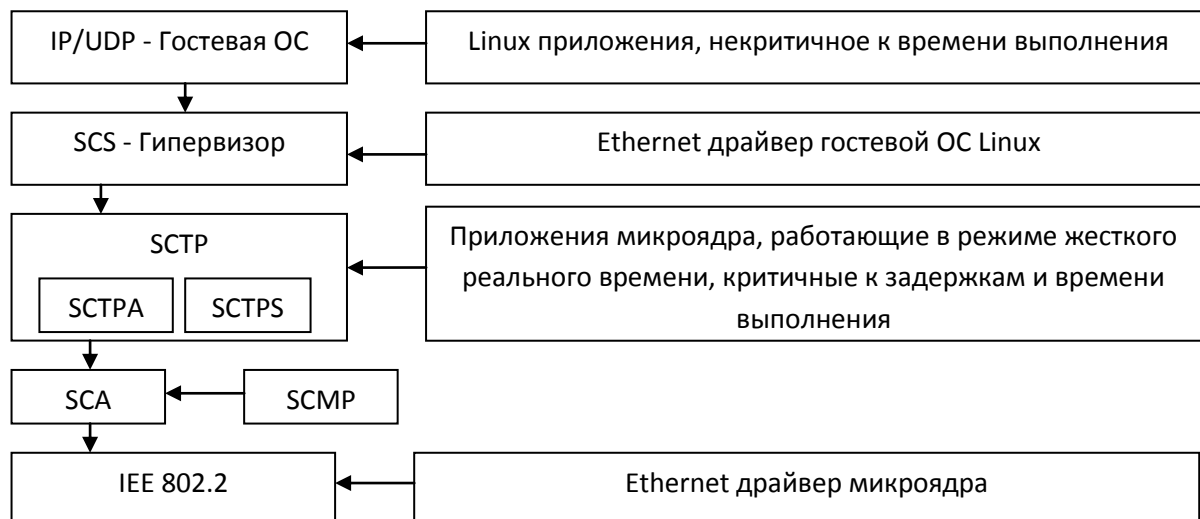 IP/UDP - Гостевая ОС
Linux приложения, некритичное к времени выполнения
SCS - Гипервизор
Ethernet драйвер гостевой ОС Linux
SCTP
SCTPA
SCTPS
Приложения микроядра, работающие в режиме жесткого
реального времени, критичные к задержкам и времени
выполнения
SCA
SCMP
IEE 802.2
Ethernet драйвер микроядра